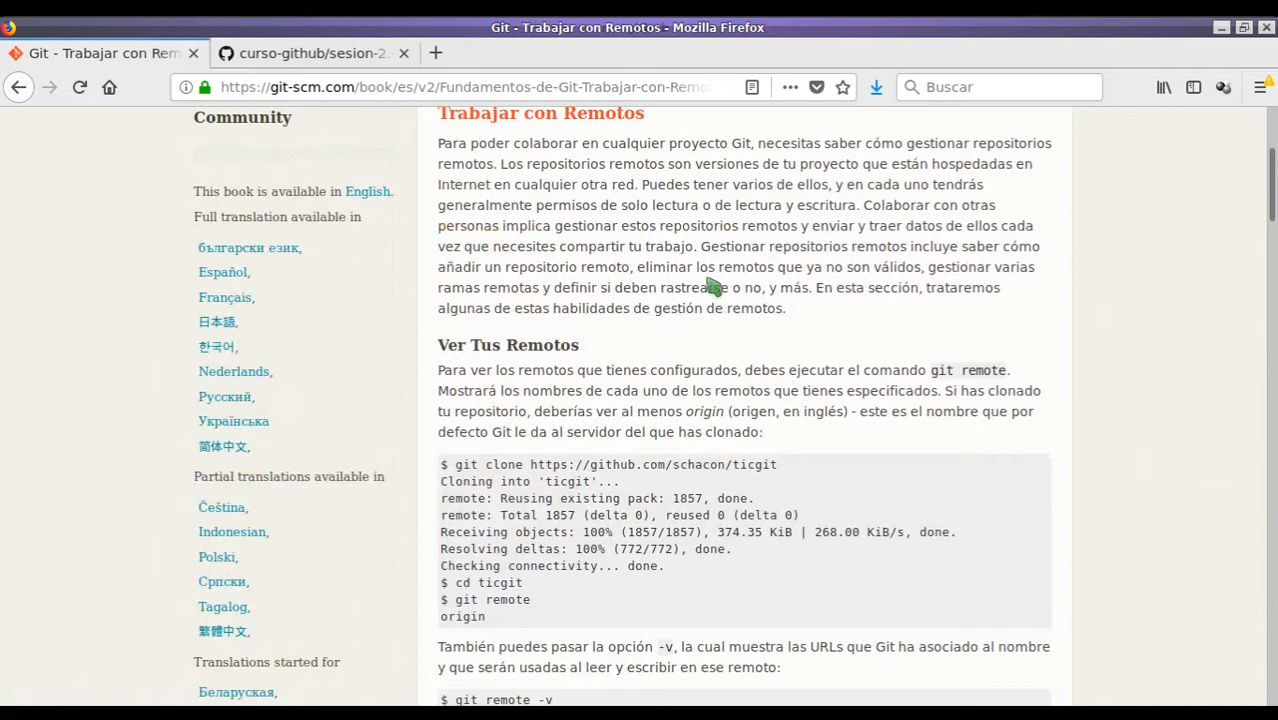 Git - Trabajar con Remotos - Mozilla Firefox
Git - Trabajar con Rem
curso-github/sesion-2.
https://git-scm.com/book/es/v2/Fundamentos-de-Git-Trabajar-con-Remo
Buscar
Community
This book is available in English.
Full translation available in
български език,
Español,
Français,
日本語,
한국어,
Nederlands,
Русский,
Українська
简体中文,
Partial translations available in
Čeština,
Indonesian,
Polski,
Српски,
Tagalog,
繁體中文,
Translations started for
Беларуская,
Trabajar con Remotos
Para poder colaborar en cualquier proyecto Git, necesitas saber cómo gestionar repositorios
remotos. Los repositorios remotos son versiones de tu proyecto que están hospedadas en
Internet en cualquier otra red. Puedes tener varios de ellos, y en cada uno tendrás
generalmente permisos de solo lectura o de lectura y escritura. Colaborar con otras
personas implica gestionar estos repositorios remotos y enviar y traer datos de ellos cada
vez que necesites compartir tu trabajo. Gestionar repositorios remotos incluye saber cómo
añadir un repositorio remoto, eliminar los remotos que ya no son válidos, gestionar varias
ramas remotas y definir si deben rastrearse o no, y más. En esta sección, trataremos
algunas de estas habilidades de gestión de remotos.
Ver Tus Remotos
Para ver los remotos que tienes configurados, debes ejecutar el comando git remote.
Mostrará los nombres de cada uno de los remotos que tienes especificados. Si has clonado
tu repositorio, deberías ver al menos origin (origen, en inglés) - este es el nombre que por
defecto Git le da al servidor del que has clonado:
$ git clone https://github.com/schacon/ticgit
Cloning into 'ticgit'...
remote: Reusing existing pack: 1857, done.
remote: Total 1857 (delta 0), reused 0 (delta 0)
Receiving objects: 100% (1857/1857), 374.35 KiB | 268.00 KiB/s, done.
Resolving deltas: 100% (772/772), done.
Checking connectivity... done.
$ cd ticgit
$ git remote
origin
También puedes pasar la opción -v, la cual muestra las URLs que Git ha asociado al nombre
y que serán usadas al leer y escribir en ese remoto:
$ git remote -v